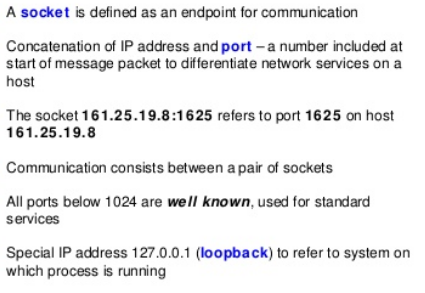 A socket is defined as an endpoint for communication
Concatenation of IP address and port – a number included at
start of message packet to differentiate network services on a
host
The socket 161.25.19.8:1625 refers to port 1625 on host
161.25.19.8
Communication consists between a pair of sockets
All ports below 1024 are well known, used for standard
services
Special IP address 127.0.0.1 (loopback) to refer to system on
which process is running